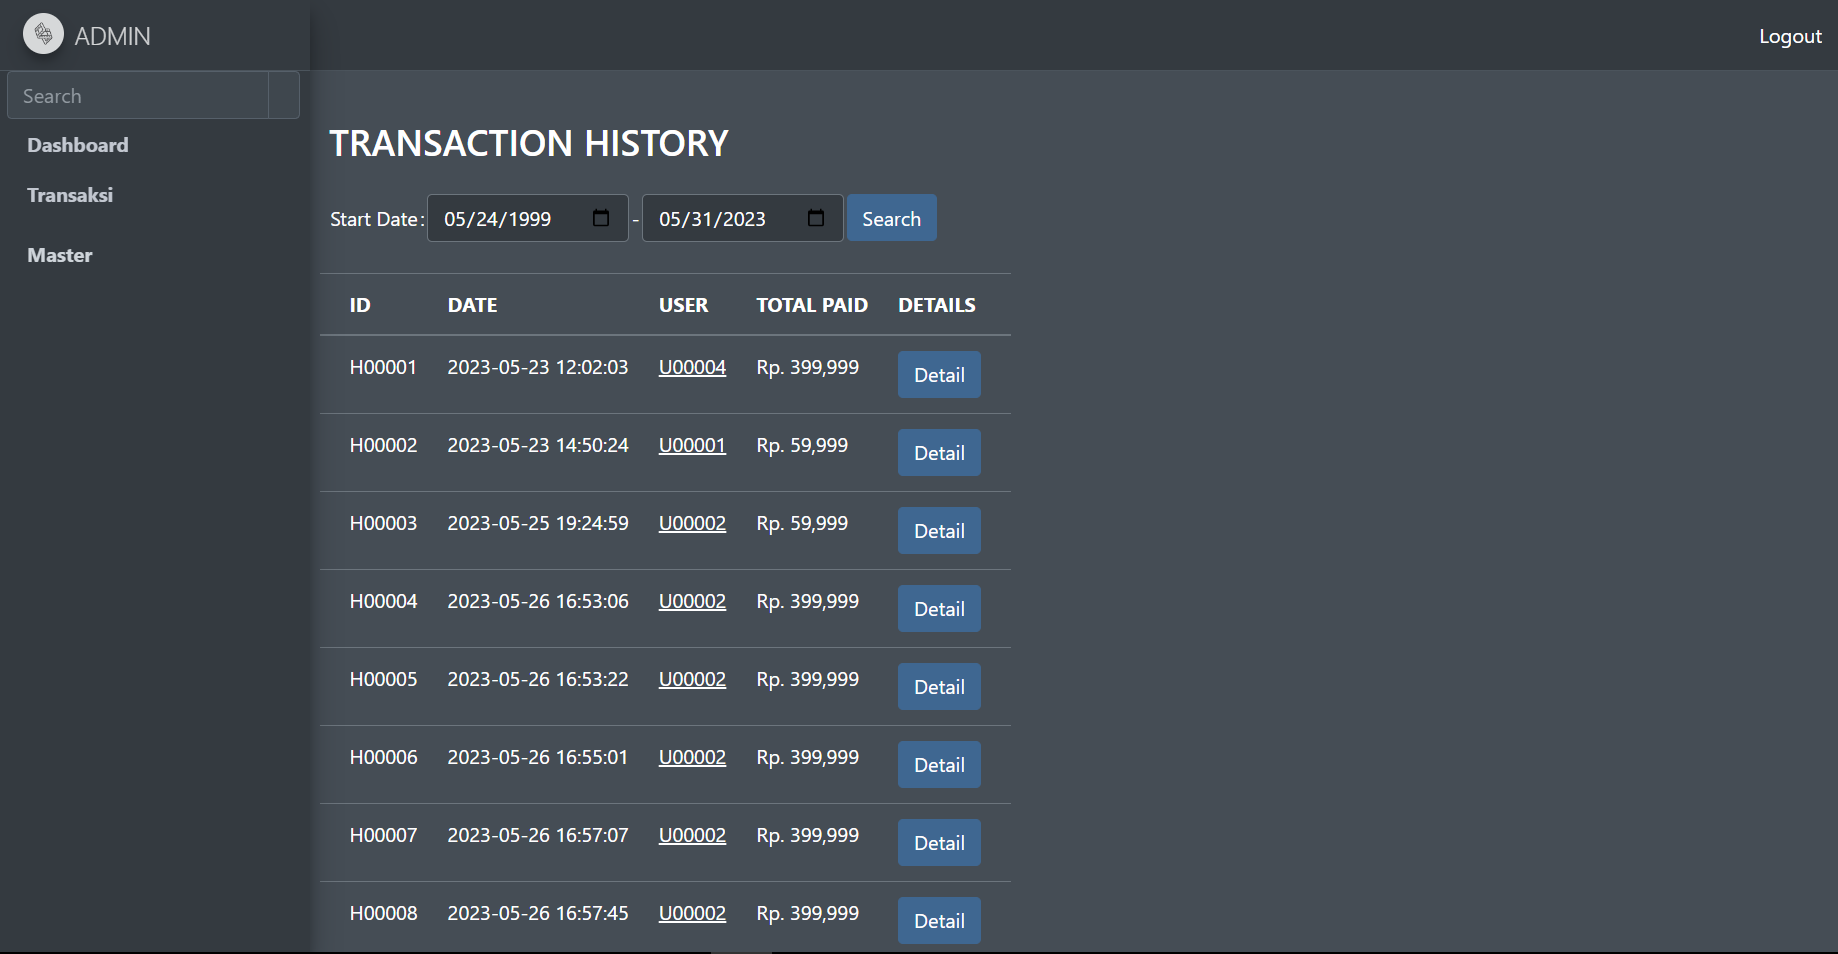 ADMIN
Logout
Search
Dashboard
Transaksi
Master
TRANSACTION HISTORY
Start Date: 05/24/1999 - 05/31/2023 Search
ID DATE USER TOTAL PAID DETAILS
H00001 2023-05-23 12:02:03 U00004 Rp. 399,999 Detail
H00002 2023-05-23 14:50:24 U00001 Rp. 59,999 Detail
H00003 2023-05-25 19:24:59 U00002 Rp. 59,999 Detail
H00004 2023-05-26 16:53:06 U00002 Rp. 399,999 Detail
H00005 2023-05-26 16:53:22 U00002 Rp. 399,999 Detail
H00006 2023-05-26 16:55:01 U00002 Rp. 399,999 Detail
H00007 2023-05-26 16:57:07 U00002 Rp. 399,999 Detail
H00008 2023-05-26 16:57:45 U00002 Rp. 399,999 Detail